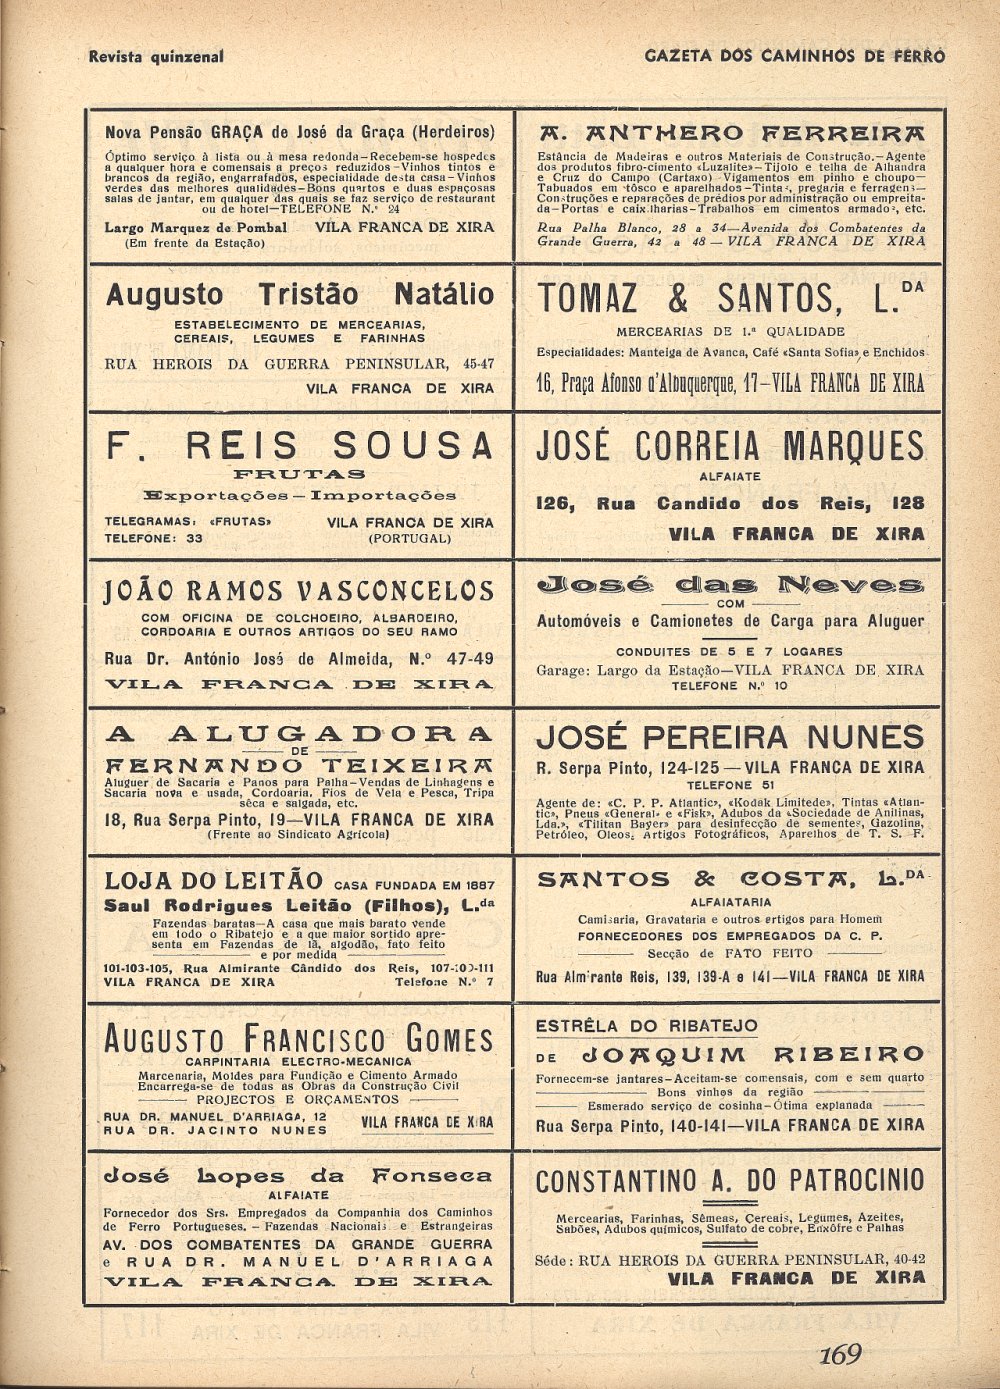 Revista quinzenal
GAZETA DOS CAMINHOS DE FERRO
Nova Pensão GRAÇA de José da Graça (Herdeiros)
Óptimo serviço à lista ou à mesa redonda—Recebem-se hospedes
a qualquer hora e comensais a preços reduzidos—Vinhos tintos e
brancos da região, engarrafados, especialidade desta casa—Vinhos
verdes das melhores qualidades—Bons quartos e duas espaçosas
salas de jantar, em qualquer das quais se faz serviço de restaurant
ou de hotel—TELEFONE N.º 24
Largo Marquez de Pombal VILA FRANCA DE XIRA
(Em frente da Estação)
A. ANTHERO FERREIRA
Estância de Madeiras e outros Materiais de Construção.—Agente
dos produtos fibro-cimento «Luzalite»—Tijolo e telha de Alhandra
e Cruz do Campo (Cartaxo) Vigamentos em pinho e choupo—
Tabuados em tôsco e aparelhados—Tintas, pregaria e ferragens—
Construções e reparações de prédios por administração ou empreita-
da—Portas e caixilharias—Trabalhos em cimentos armados, etc.
Rua Palha Blanco, 28 a 34—Avenida dos Combatentes da
Grande Guerra, 42 a 48 — VILA FRANCA DE XIRA
Augusto Tristão Natálio
ESTABELECIMENTO DE MERCEARIAS,
CEREAIS, LEGUMES E FARINHAS
RUA HEROIS DA GUERRA PENINSULAR, 45-47
VILA FRANCA DE XIRA
TOMAZ & SANTOS, L.DA
MERCEARIAS DE 1.ª QUALIDADE
Especialidades: Manteiga de Avanca, Café «Santa Sofia» e Enchidos
16, Praça Afonso d'Albuquerque, 17—VILA FRANCA DE XIRA
F. REIS SOUSA
FRUTAS
Exportações—Importações
TELEGRAMAS: «FRUTAS» VILA FRANCA DE XIRA
TELEFONE: 33 (PORTUGAL)
JOSÉ CORREIA MARQUES
ALFAIATE
126, Rua Candido dos Reis, 128
VILA FRANCA DE XIRA
JOÃO RAMOS VASCONCELOS
COM OFICINA DE COLCHOEIRO, ALBARDEIRO,
CORDOARIA E OUTROS ARTIGOS DO SEU RAMO
Rua Dr. António José de Almeida, N.º 47-49
VILA FRANCA DE XIRA
José das Neves
COM
Automóveis e Camionetes de Carga para Aluguer
CONDUITES DE 5 E 7 LOGARES
Garage: Largo da Estação—VILA FRANCA DE XIRA
TELEFONE N.º 10
A ALUGADORA
DE
FERNANDO TEIXEIRA
Aluguer de Sacaria e Panos para Palha—Vendas de Linhagens e
Sacaria nova e usada, Cordoaria, Fios de Vela e Pesca, Tripa
sêca e salgada, etc.
18, Rua Serpa Pinto, 19—VILA FRANCA DE XIRA
(Frente ao Sindicato Agrícola)
JOSÉ PEREIRA NUNES
R. Serpa Pinto, 124-125 — VILA FRANCA DE XIRA
TELEFONE 51
Agente de: «C. P. P. Atlantic», «Kodak Limitede», Tintas «Atlan-
tic», Pneus «General» e «Fisk», Adubos da «Sociedade de Anilinas,
Lda.», «Tilitan Bayer» para desinfecção de sementes, Gazolina,
Petróleo, Oleos, Artigos Fotográficos, Aparelhos de T. S. F.
LOJA DO LEITÃO CASA FUNDADA EM 1887
Saul Rodrigues Leitão (Filhos), L.da
Fazendas baratas—A casa que mais barato vende
em todo o Ribatejo e a que maior sortido apre-
senta em Fazendas de lã, algodão, fato feito
e por medida
101-103-105, Rua Almirante Cândido dos Reis, 107-109-111
VILA FRANCA DE XIRA Telefone N.º 7
SANTOS & COSTA, L.DA
ALFAIATARIA
Camisaria, Gravataria e outros artigos para Homem
FORNECEDORES DOS EMPREGADOS DA C. P.
Secção de FATO FEITO
Rua Almirante Reis, 139, 139-A e 141—VILA FRANCA DE XIRA
AUGUSTO FRANCISCO GOMES
CARPINTARIA ELECTRO-MECANICA
Marcenaria, Moldes para Fundição e Cimento Armado
Encarrega-se de todas as Obras da Construção Civil
PROJECTOS E ORÇAMENTOS
RUA DR. MANUEL D'ARRIAGA, 12
RUA DR. JACINTO NUNES
VILA FRANCA DE XIRA
ESTRÊLA DO RIBATEJO
DE JOAQUIM RIBEIRO
Fornecem-se jantares—Aceitam-se comensais, com e sem quarto
Bons vinhos da região
Esmerado serviço de cosinha—Ótima explanada
Rua Serpa Pinto, 140-141—VILA FRANCA DE XIRA
José Lopes da Fonseca
ALFAIATE
Fornecedor dos Srs. Empregados da Companhia dos Caminhos
de Ferro Portugueses. — Fazendas Nacionais e Estrangeiras
AV. DOS COMBATENTES DA GRANDE GUERRA
e RUA DR. MANUEL D'ARRIAGA
VILA FRANCA DE XIRA
CONSTANTINO A. DO PATROCINIO
Mercearias, Farinhas, Sêmeas, Cereais, Legumes, Azeites,
Sabões, Adubos químicos, Sulfato de cobre, Enxôfre e Palhas
Séde: RUA HEROIS DA GUERRA PENINSULAR, 40-42
VILA FRANCA DE XIRA
169